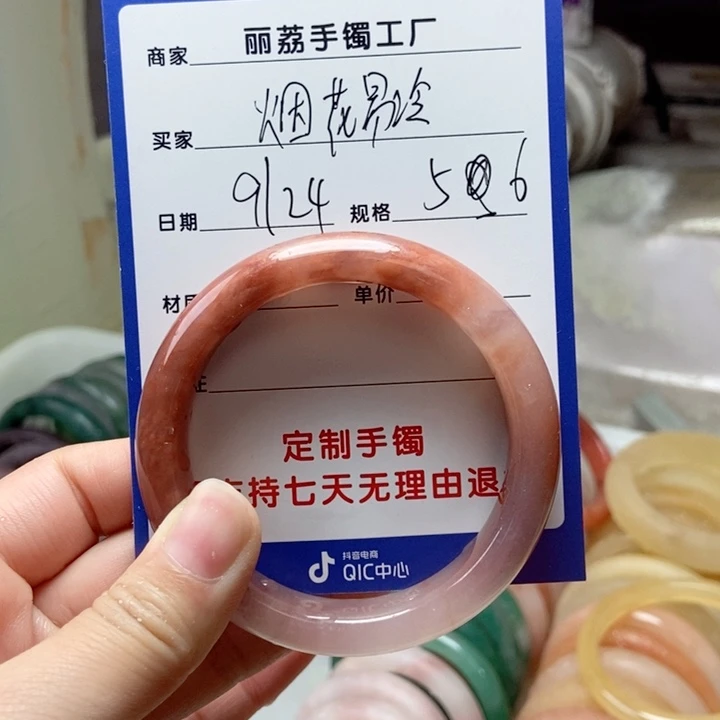 商家 丽荔手镯工厂
买家 烟花易冷
日期 9/24 规格 5 6
材 单价
定制手镯
支持七天无理由退
抖音电商
QIC中心